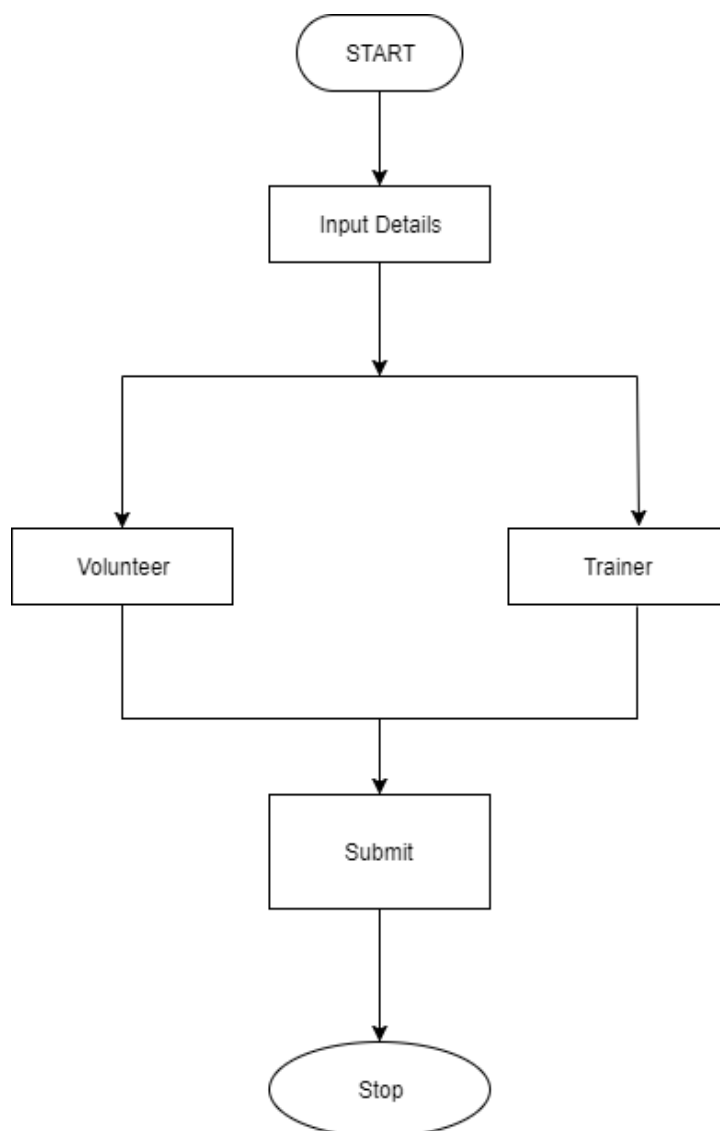 START
Input Details
Volunteer
Trainer
Submit
Stop